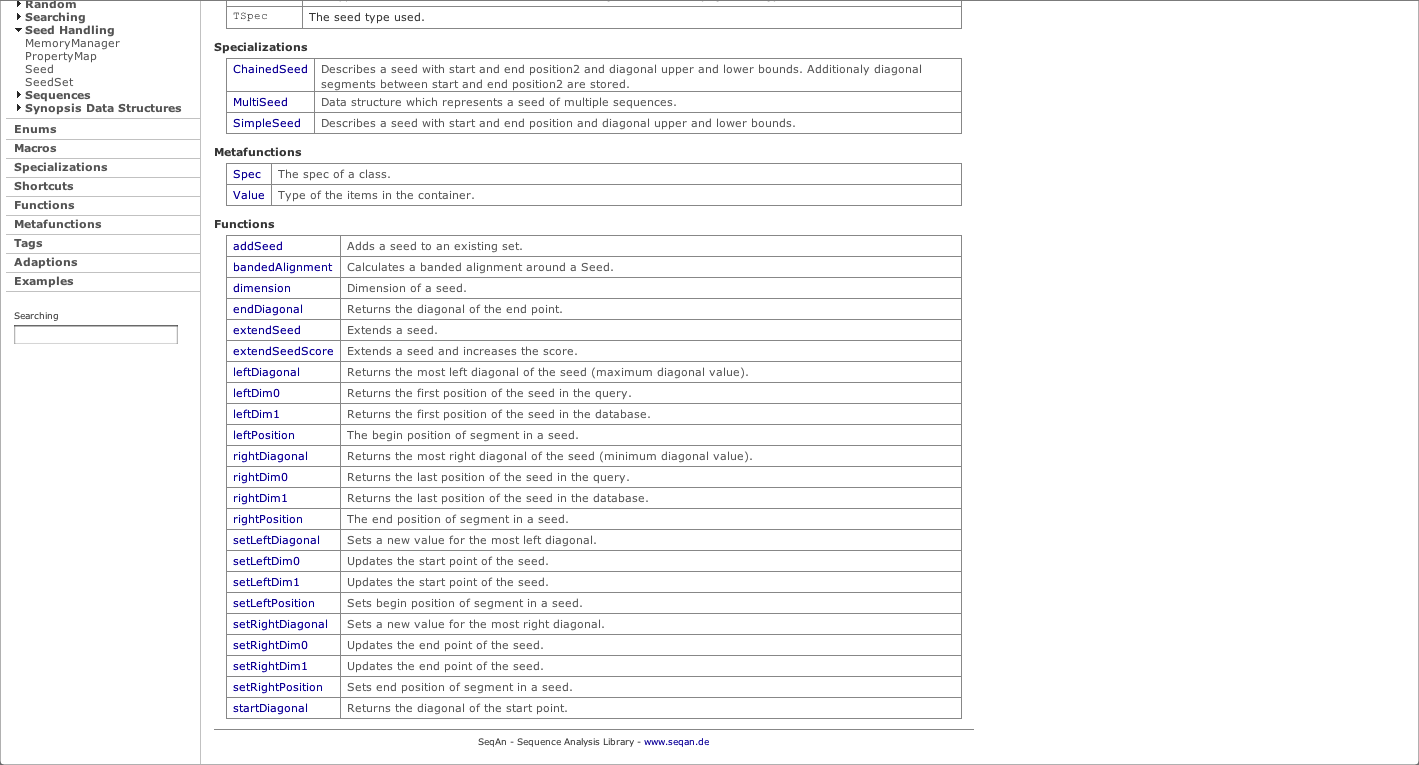 Random
Searching
Seed Handling
MemoryManager
PropertyMap
Seed
SeedSet
Sequences
Synopsis Data Structures
Enums
Macros
Specializations
Shortcuts
Functions
Metafunctions
Tags
Adaptions
Examples
Searching
TSpec The seed type used.
Specializations
ChainedSeed Describes a seed with start and end position2 and diagonal upper and lower bounds. Additionaly diagonal
segments between start and end position2 are stored.
MultiSeed Data structure which represents a seed of multiple sequences.
SimpleSeed Describes a seed with start and end position and diagonal upper and lower bounds.
Metafunctions
Spec The spec of a class.
Value Type of the items in the container.
Functions
addSeed Adds a seed to an existing set.
bandedAlignment Calculates a banded alignment around a Seed.
dimension Dimension of a seed.
endDiagonal Returns the diagonal of the end point.
extendSeed Extends a seed.
extendSeedScore Extends a seed and increases the score.
leftDiagonal Returns the most left diagonal of the seed (maximum diagonal value).
leftDim0 Returns the first position of the seed in the query.
leftDim1 Returns the first position of the seed in the database.
leftPosition The begin position of segment in a seed.
rightDiagonal Returns the most right diagonal of the seed (minimum diagonal value).
rightDim0 Returns the last position of the seed in the query.
rightDim1 Returns the last position of the seed in the database.
rightPosition The end position of segment in a seed.
setLeftDiagonal Sets a new value for the most left diagonal.
setLeftDim0 Updates the start point of the seed.
setLeftDim1 Updates the start point of the seed.
setLeftPosition Sets begin position of segment in a seed.
setRightDiagonal Sets a new value for the most right diagonal.
setRightDim0 Updates the end point of the seed.
setRightDim1 Updates the end point of the seed.
setRightPosition Sets end position of segment in a seed.
startDiagonal Returns the diagonal of the start point.
SeqAn - Sequence Analysis Library - www.seqan.de